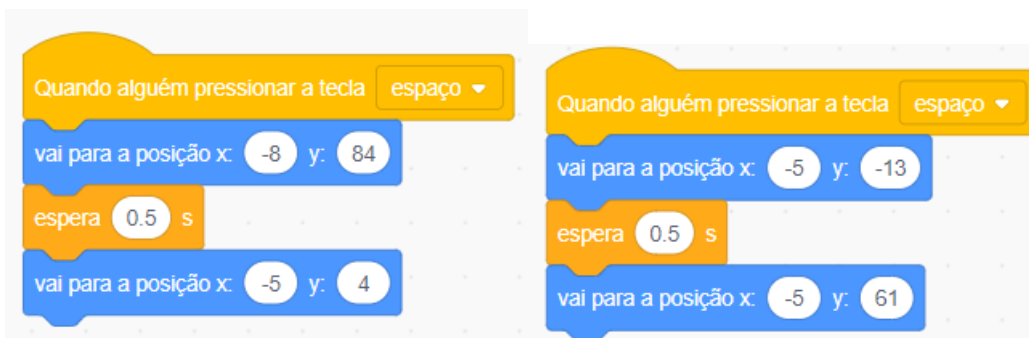 Quando alguém pressionar a tecla espaço
vai para a posição x: -8 y: 84
espera 0.5 s
vai para a posição x: -5 y: 4
Quando alguém pressionar a tecla espaço
vai para a posição x: -5 y: -13
espera 0.5 s
vai para a posição x: -5 y: 61